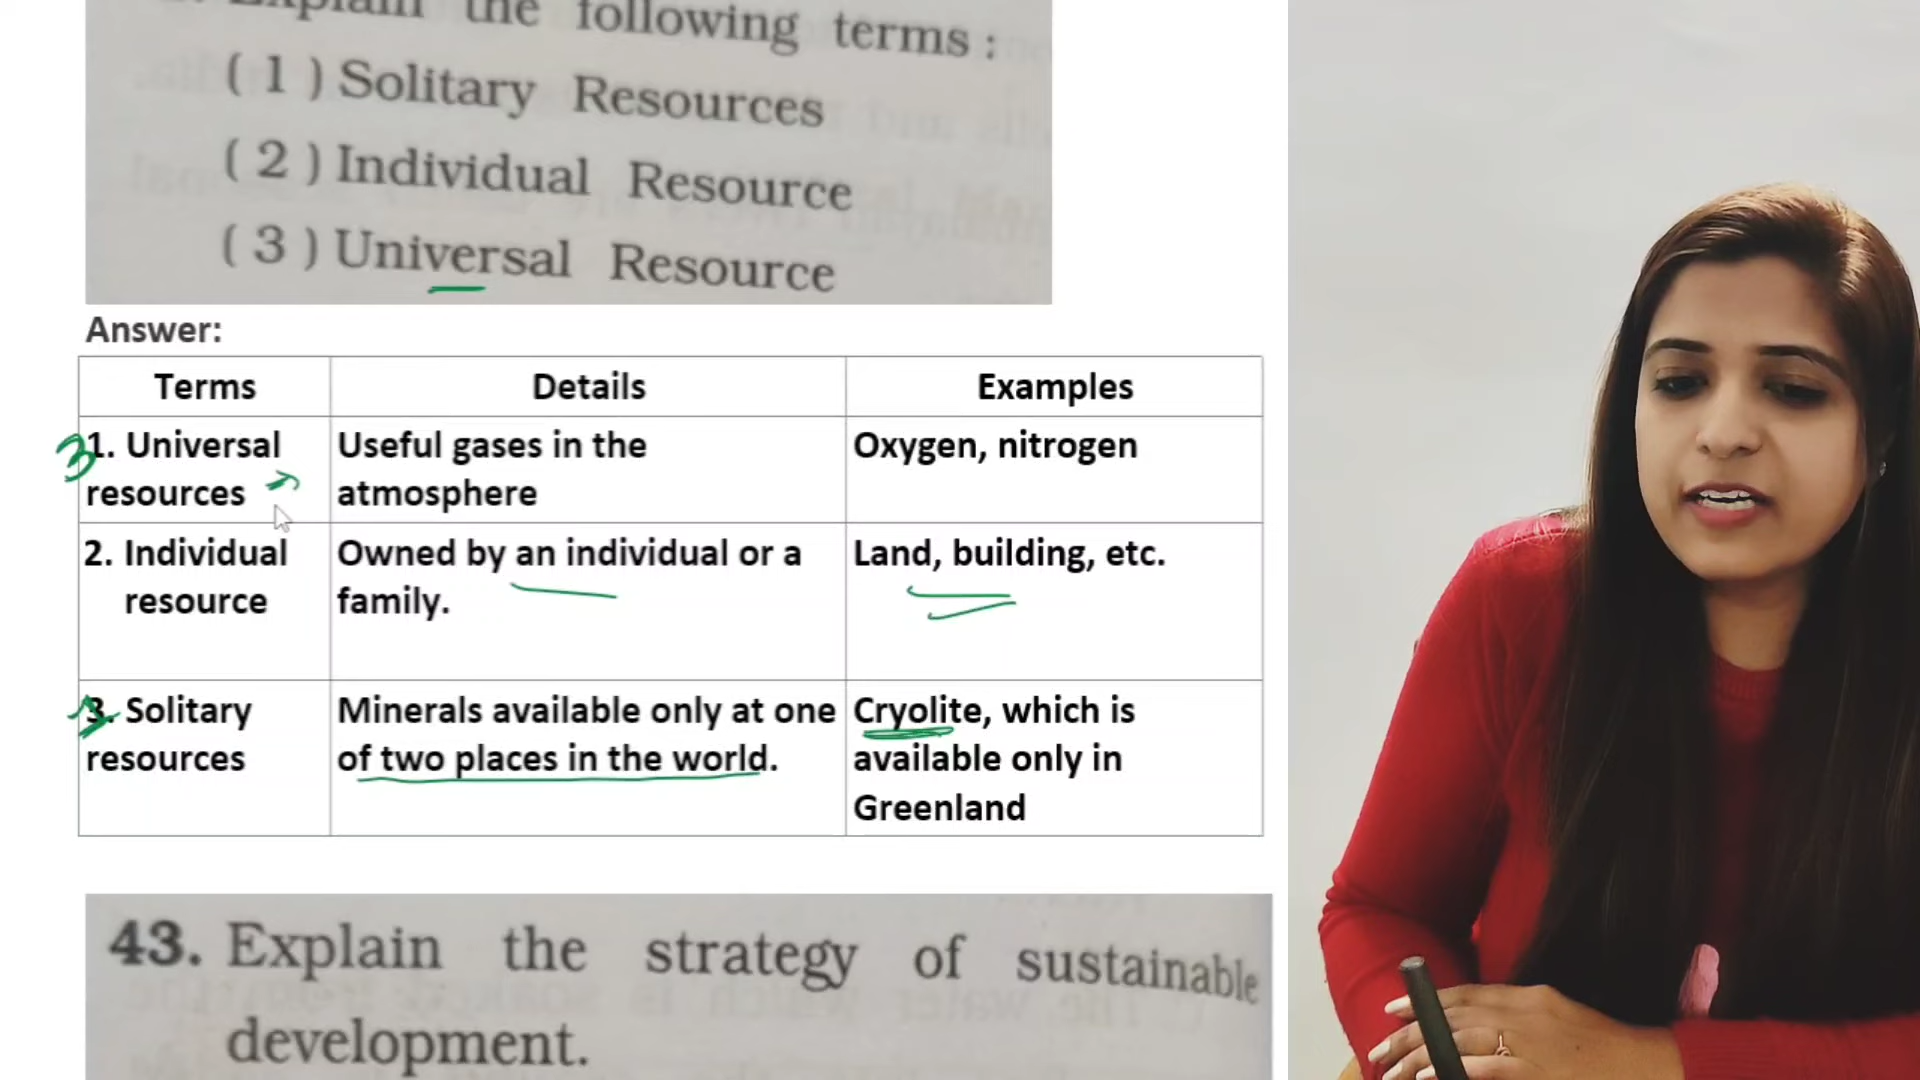 Explain the following terms :
( 1 ) Solitary Resources
( 2 ) Individual Resource
( 3 ) Universal Resource
Answer:
Terms Details Examples
3
1. Universal resources
Useful gases in the
atmosphere
Oxygen, nitrogen
2. Individual
resource
Owned by an individual or a
family.
Land, building, etc.
3. Solitary
resources
Minerals available only at one
of two places in the world.
Cryolite, which is
available only in
Greenland
43. Explain the strategy of sustainable
development.